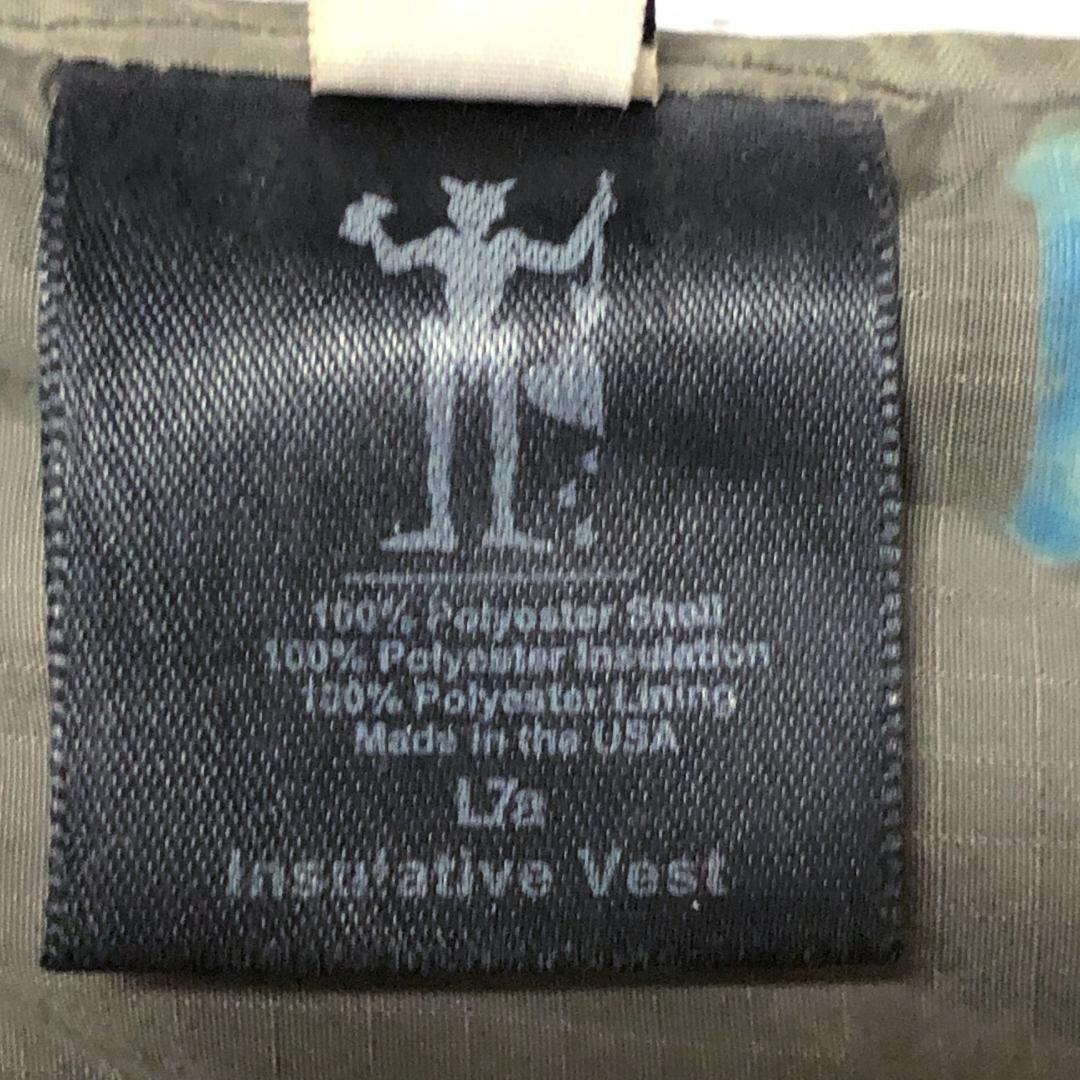 100% Polyester Shell
100% Polyester Insulation
100% Polyester Lining
Made in the USA
L7a
Insulative Vest